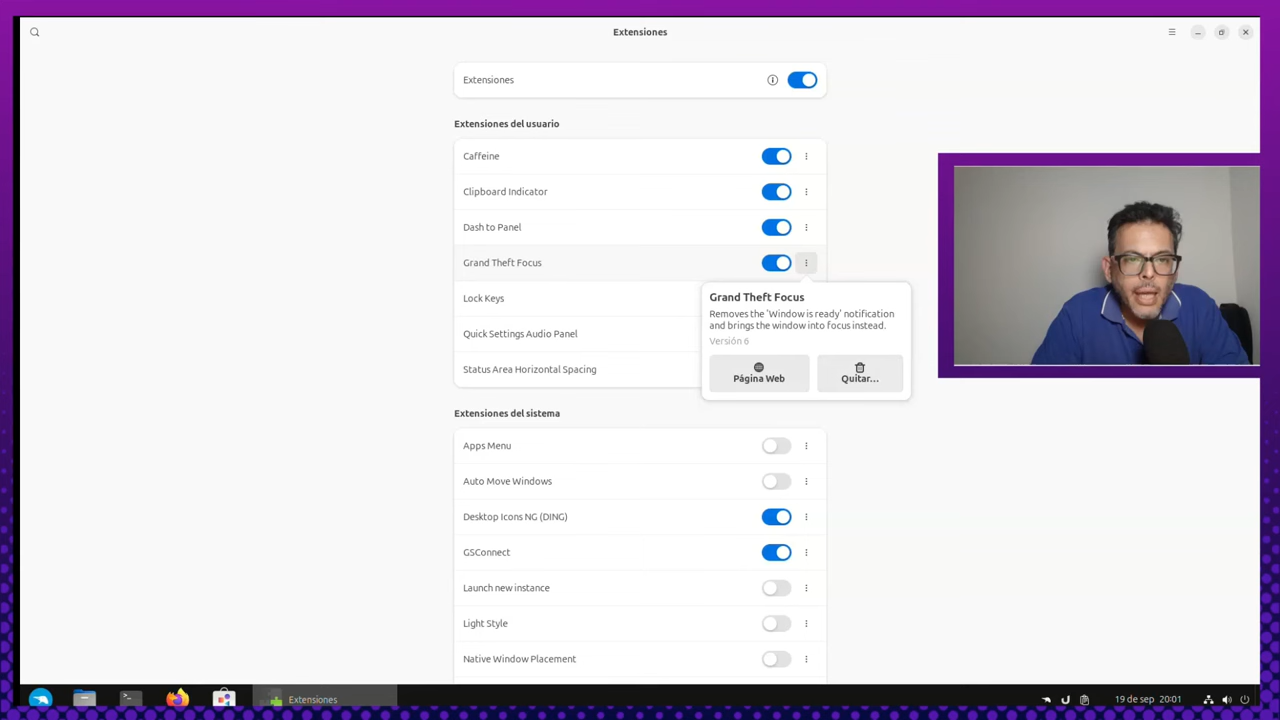 Extensiones
Extensiones
Extensiones del usuario
Caffeine
Clipboard Indicator
Dash to Panel
Grand Theft Focus
Lock Keys
Quick Settings Audio Panel
Status Area Horizontal Spacing
Grand Theft Focus
Removes the 'Window is ready' notification
and brings the window into focus instead.
Versión 6
Página Web
Quitar...
Extensiones del sistema
Apps Menu
Auto Move Windows
Desktop Icons NG (DING)
GSConnect
Launch new instance
Light Style
Native Window Placement
Extensiones
19 de sep 20:01